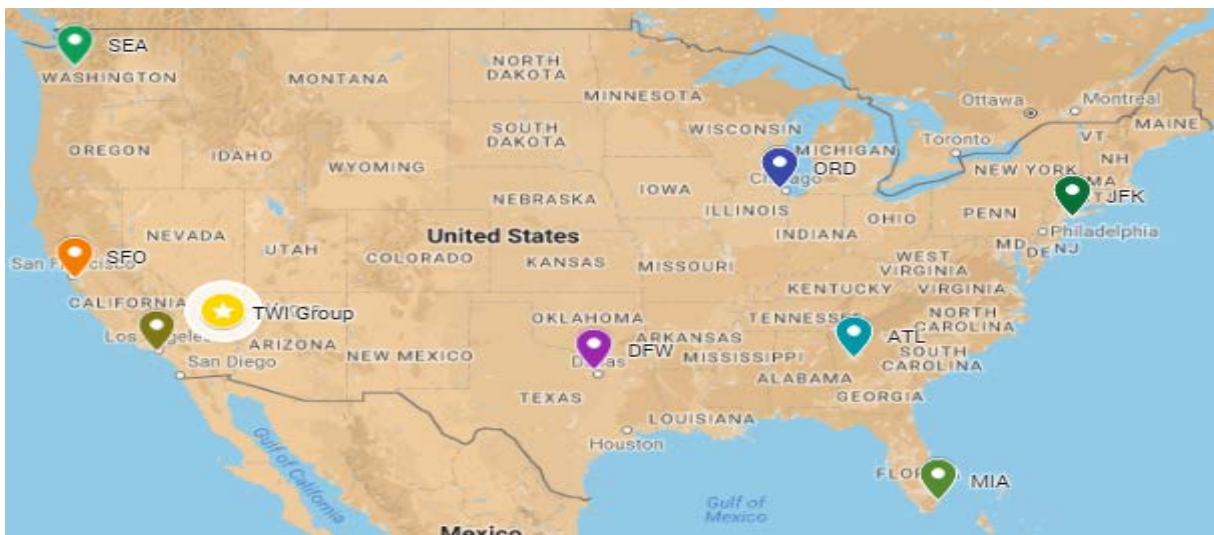 SEA
WASHINGTON
MONTANA
NORTH
DAKOTA
MINNESOTA
Ottawa
Montreal
MAINE
OREGON
IDAHO
SOUTH
DAKOTA
WISCONSIN
MICHIGAN
Toronto
VT
NH
WYOMING
ORD
NEW YORK
MA
JFK
NEBRASKA
IOWA
ILLINOIS
INDIANA
OHIO
PENN
Philadelphia
NEVADA
UTAH
COLORADO
United States
KANSAS
MISSOURI
WEST
VIRGINIA
MD
DE
NJ
SFO
KENTUCKY
VIRGINIA
CALIFORNIA
TWI Group
ARIZONA
San Diego
NEW MEXICO
OKLAHOMA
ARKANSAS
DFW
TENNESSEE
NORTH
CAROLINA
ATL
SOUTH
CAROLINA
MISSISSIPPI
ALABAMA
GEORGIA
TEXAS
LOUISIANA
Houston
MIA
Gulf of
California
Gulf of
Mexico
Mexico